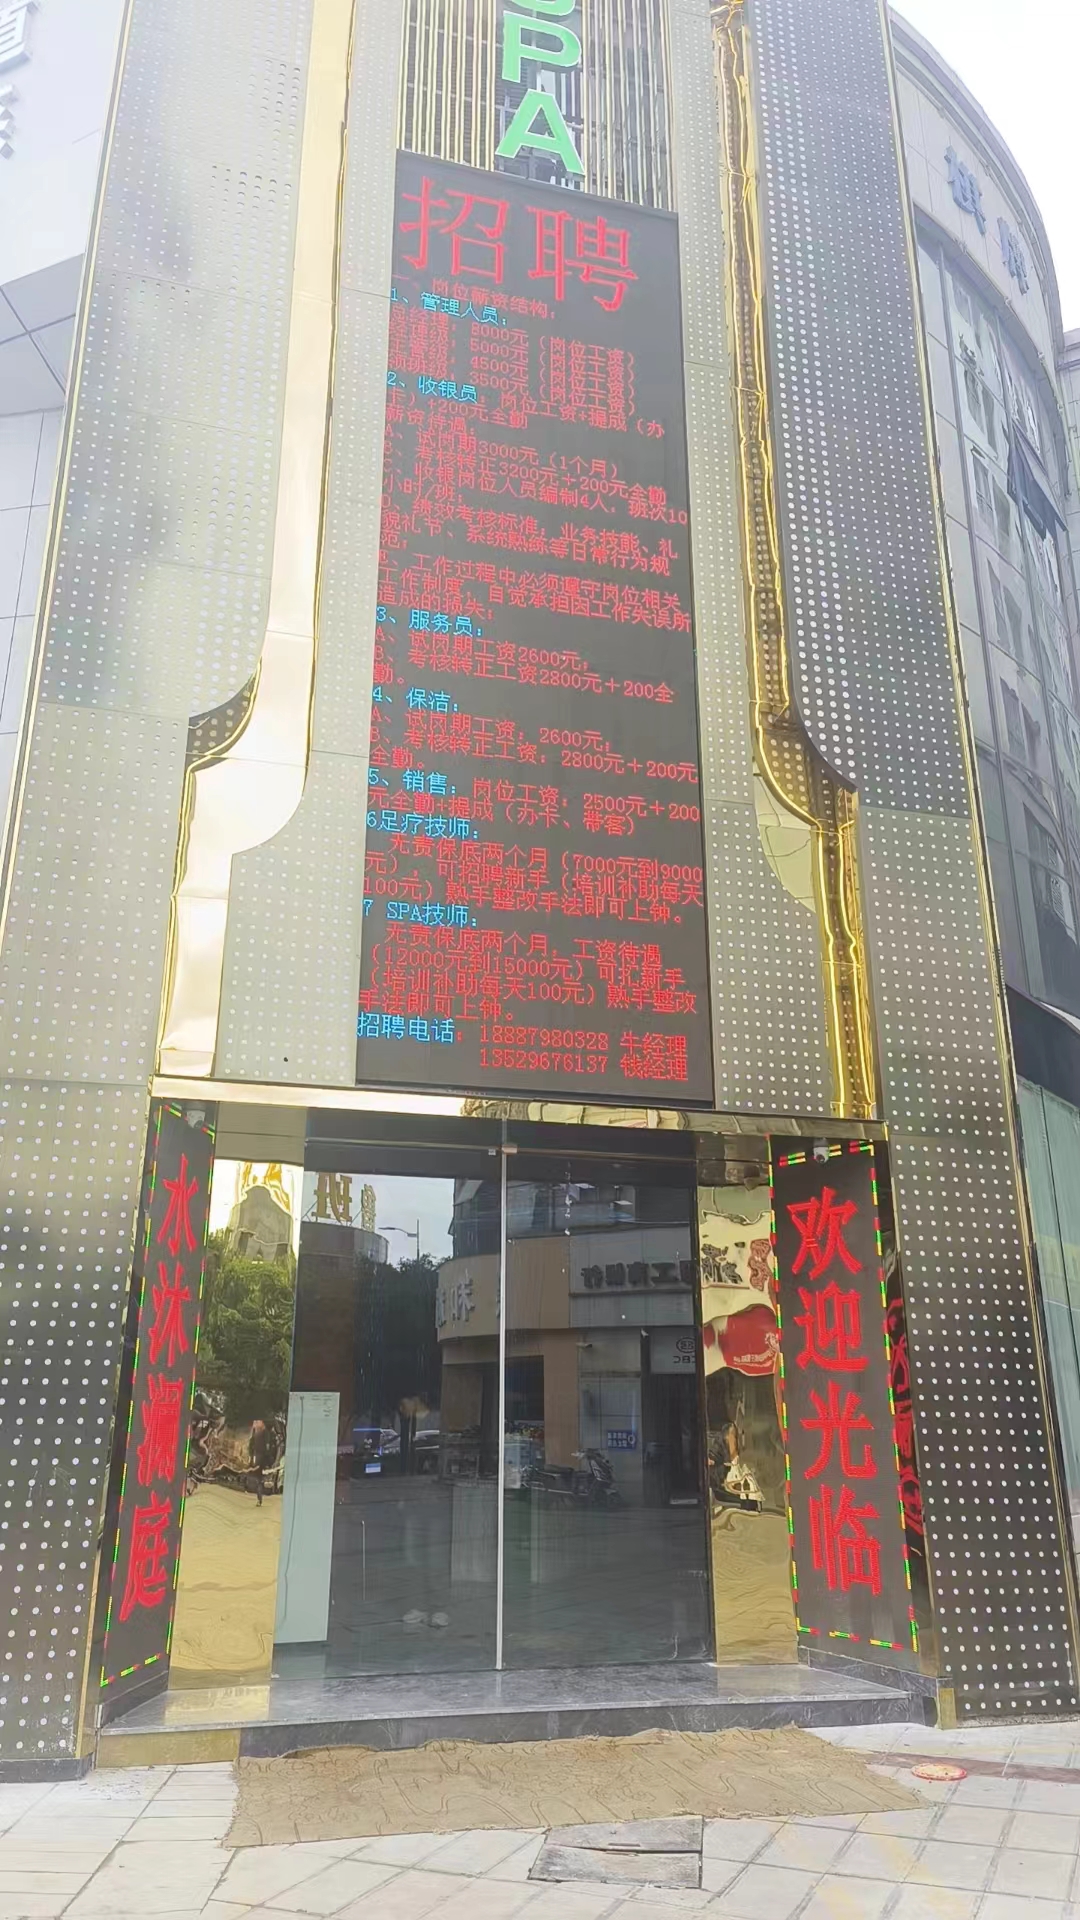 SPA
招聘
一、岗位薪资结构：
1、管理人员：
总经理：8000元（岗位工资）
经理级：5000元（岗位工资）
主管级：4500元（岗位工资）
领班级：3500元（岗位工资）
2、收银员：岗位工资+提成（办
卡）+200元全勤
薪资待遇：
A、试岗期3000元（1个月）
B、考核转正3200元＋200元全勤
C、收银岗位人员编制4人，班次10
小时/班；
D、绩效考核标准：业务技能、礼
貌礼节、系统熟练等日常行为规
范；
E、工作过程中必须遵守岗位相关
工作制度，自觉承担因工作失误所
造成的损失；
3、服务员：
A、试岗期工资2600元；
B、考核转正工资2800元＋200全
勤。
4、保洁：
A、试岗期工资：2600元；
B、考核转正工资：2800元＋200元
全勤。
5、销售：岗位工资：2500元＋200
元全勤+提成（办卡、带客）
6足疗技师：
无责保底两个月（7000元到9000
元），可招聘新手（培训补助每天
100元）熟手整改手法即可上钟。
7 SPA技师：
无责保底两个月，工资待遇
（12000元到15000元）可扎新手
（培训补助每天100元）熟手整改
手法即可上钟。
招聘电话：18887980328 牛经理
13529676137 钱经理
水沐澜庭
欢迎光临
棋牌